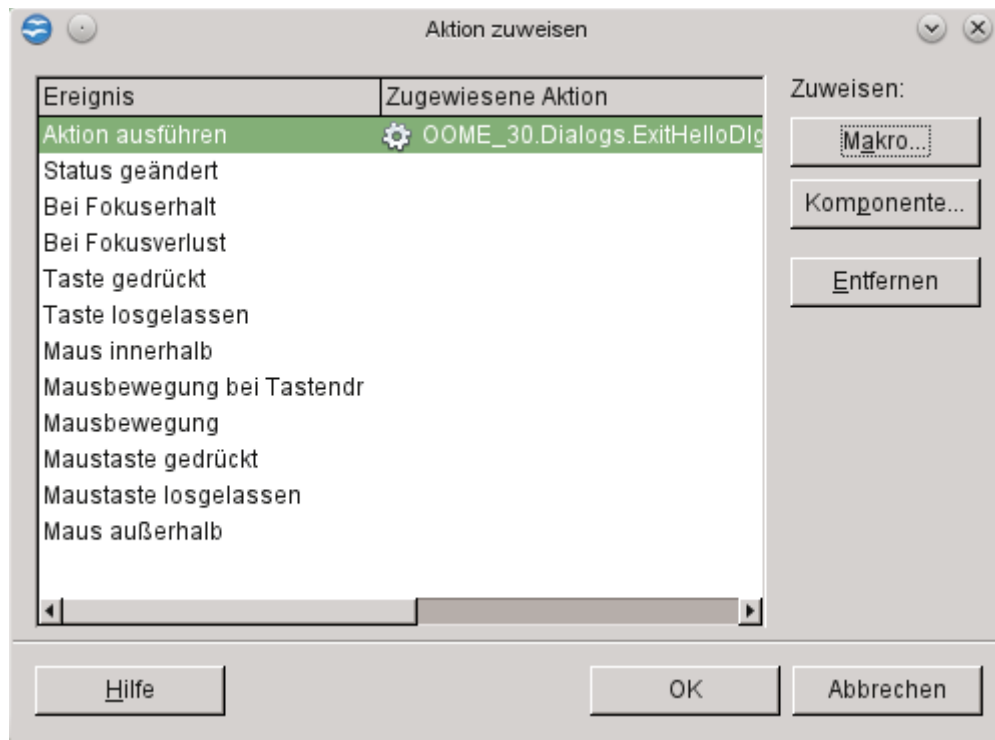 Aktion zuweisen
Ereignis Zugewiesene Aktion
Aktion ausführen OOME_30.Dialogs.ExitHelloDlg
Status geändert
Bei Fokuserhalt
Bei Fokusverlust
Taste gedrückt
Taste losgelassen
Maus innerhalb
Mausbewegung bei Tastendr
Mausbewegung
Maustaste gedrückt
Maustaste losgelassen
Maus außerhalb
Zuweisen:
Makro...
Komponente...
Entfernen
Hilfe OK Abbrechen